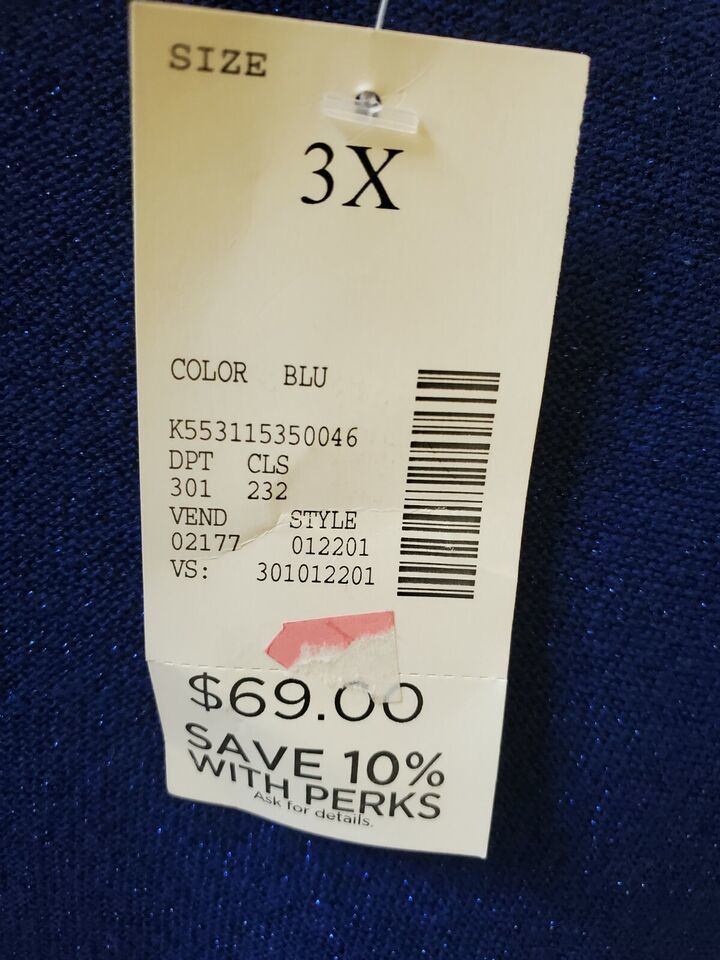 SIZE
3X
COLOR BLU
K553115350046
DPT CLS
301 232
VEND STYLE
02177 012201
VS: 301012201
$69.00
SAVE 10%
WITH PERKS
Ask for details.